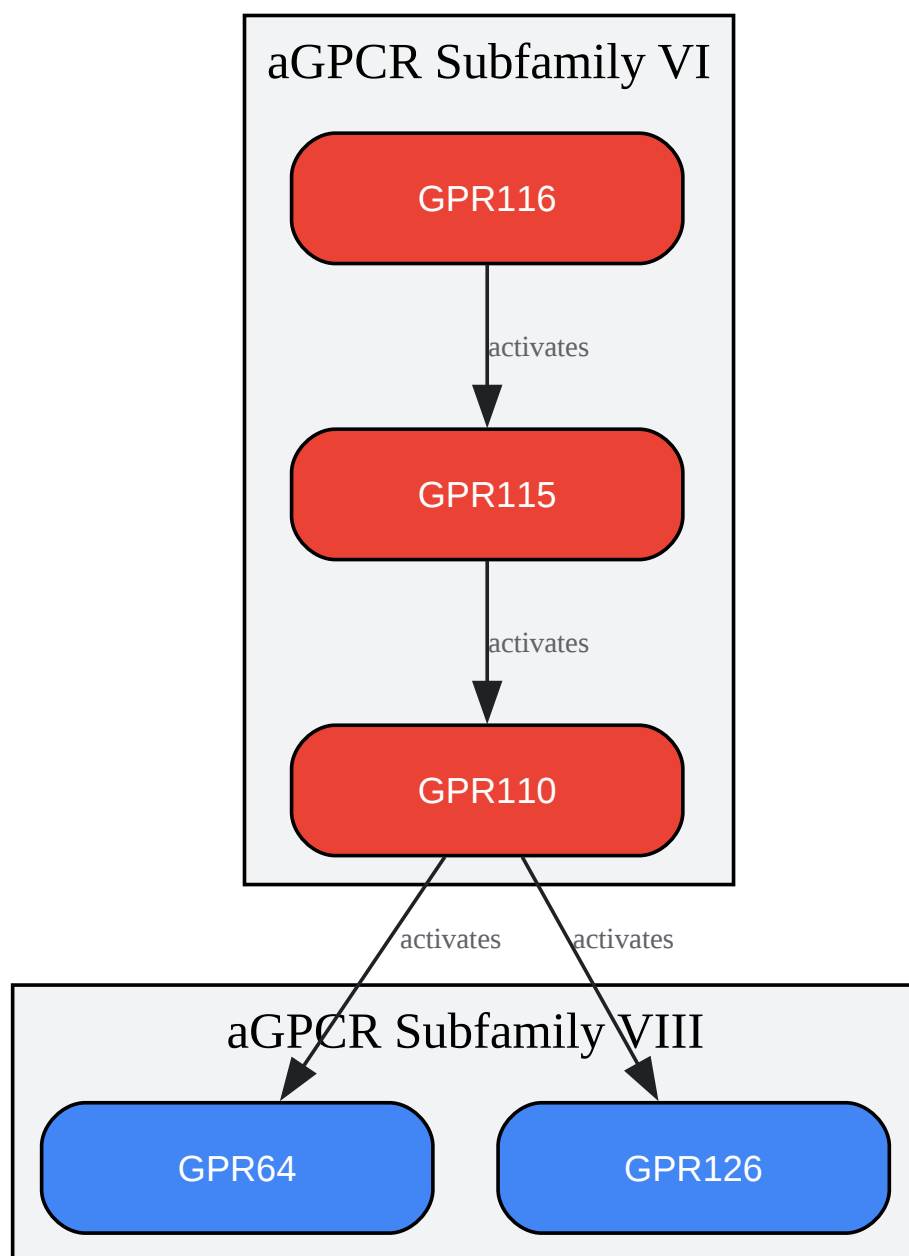 aGPCR Subfamily VI
GPR116
activates
GPR115
activates
GPR110
activates
activates
aGPCR Subfamily VIII
GPR64
GPR126